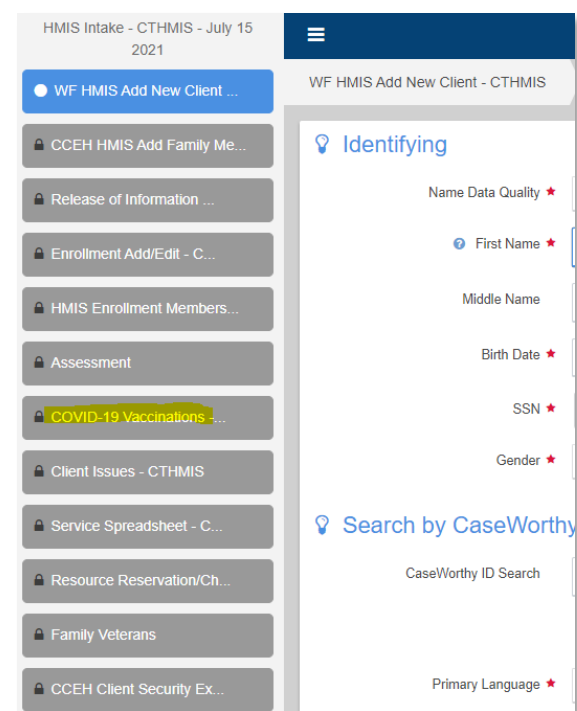 HMIS Intake - CTHMIS - July 15
2021
WF HMIS Add New Client ...
CCEH HMIS Add Family Me...
Release of Information ...
Enrollment Add/Edit - C...
HMIS Enrollment Members...
Assessment
COVID-19 Vaccinations -...
Client Issues - CTHMIS
Service Spreadsheet - C...
Resource Reservation/Ch...
Family Veterans
CCEH Client Security Ex...
WF HMIS Add New Client - CTHMIS
Identifying
Name Data Quality
First Name
Middle Name
Birth Date
SSN
Gender
Search by CaseWorthy
CaseWorthy ID Search
Primary Language